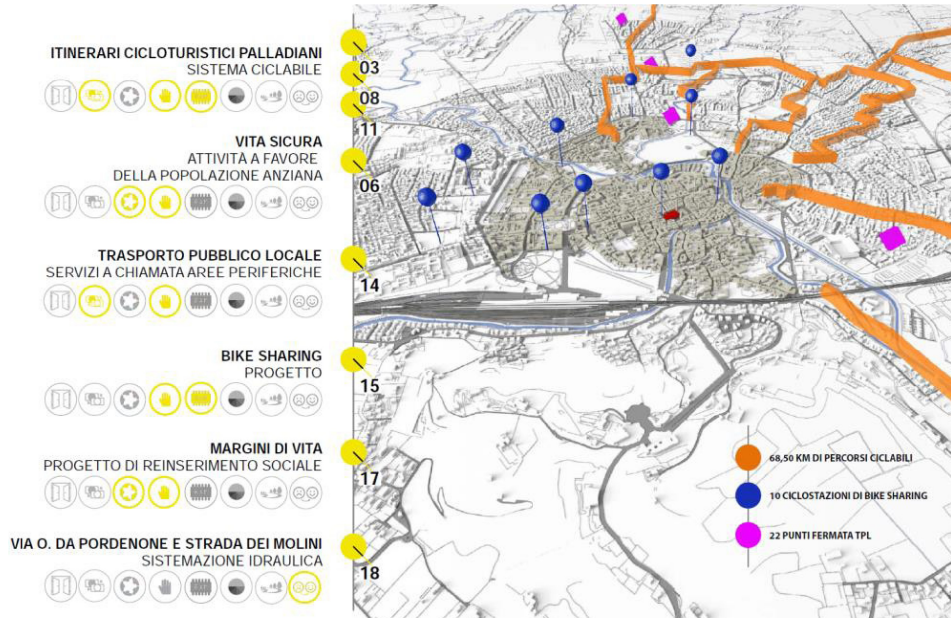 ITINERARI CICLOTURISTICI PALLADIANI
SISTEMA CICLABILE
03
08
11
VITA SICURA
ATTIVITÀ A FAVORE
DELLA POPOLAZIONE ANZIANA
06
TRASPORTO PUBBLICO LOCALE
SERVIZI A CHIAMATA AREE PERIFERICHE
14
BIKE SHARING
PROGETTO
15
MARGINI DI VITA
PROGETTO DI REINSERIMENTO SOCIALE
17
VIA O. DA PORDENONE E STRADA DEI MOLINI
SISTEMAZIONE IDRAULICA
18
68,50 KM DI PERCORSI CICLABILI
10 CICLOSTAZIONI DI BIKE SHARING
22 PUNTI FERMATA TPL